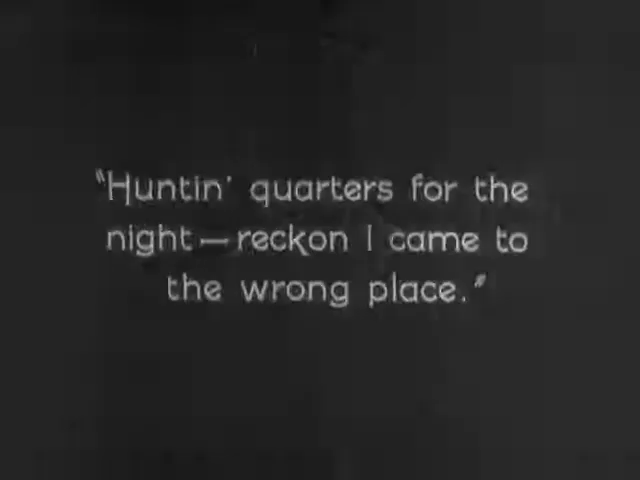 "Huntin' quarters for the
night—reckon I came to
the wrong place."